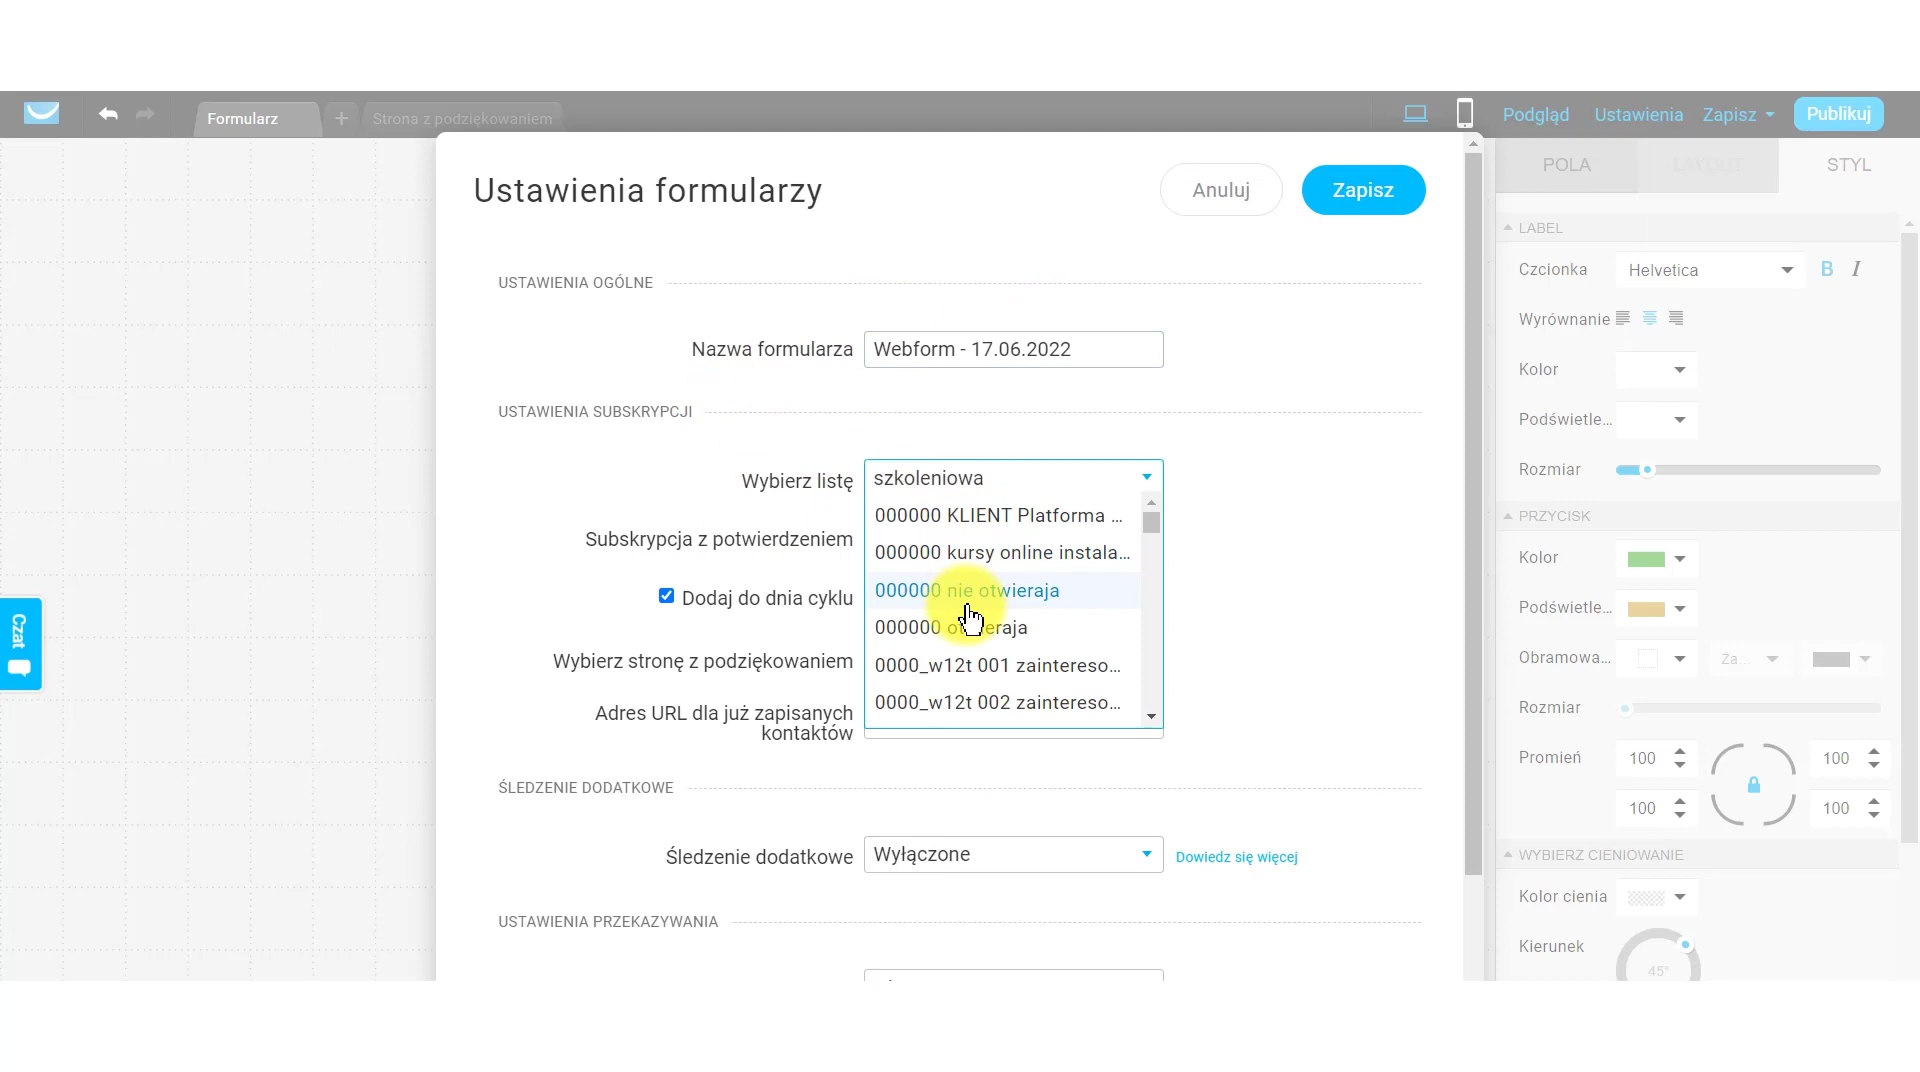 Formularz
+
Strona z podziękowaniem
Podgląd
Ustawienia
Zapisz
Publikuj
Ustawienia formularzy
Anuluj
Zapisz
USTAWIENIA OGÓLNE
Nazwa formularza
Webform - 17.06.2022
USTAWIENIA SUBSKRYPCJI
Wybierz listę
szkoleniowa
000000 KLIENT Platforma ...
000000 kursy online instala...
000000 nie otwieraja
000000 otwieraja
0000_w12t 001 zaintereso...
0000_w12t 002 zaintereso...
Subskrypcja z potwierdzeniem
Dodaj do dnia cyklu
Wybierz stronę z podziękowaniem
Adres URL dla już zapisanych
kontaktów
ŚLEDZENIE DODATKOWE
Śledzenie dodatkowe
Wyłączone
Dowiedz się więcej
USTAWIENIA PRZEKAZYWANIA
Czat
POLA
LAYOUT
STYL
LABEL
Czcionka
Helvetica
B
I
Wyrównanie
Kolor
Podświetle...
Rozmiar
PRZYCISK
Kolor
Podświetle...
Obramowa...
Ża...
Rozmiar
Promień
100
100
100
100
WYBIERZ CIENIOWANIE
Kolor cienia
Kierunek
45°